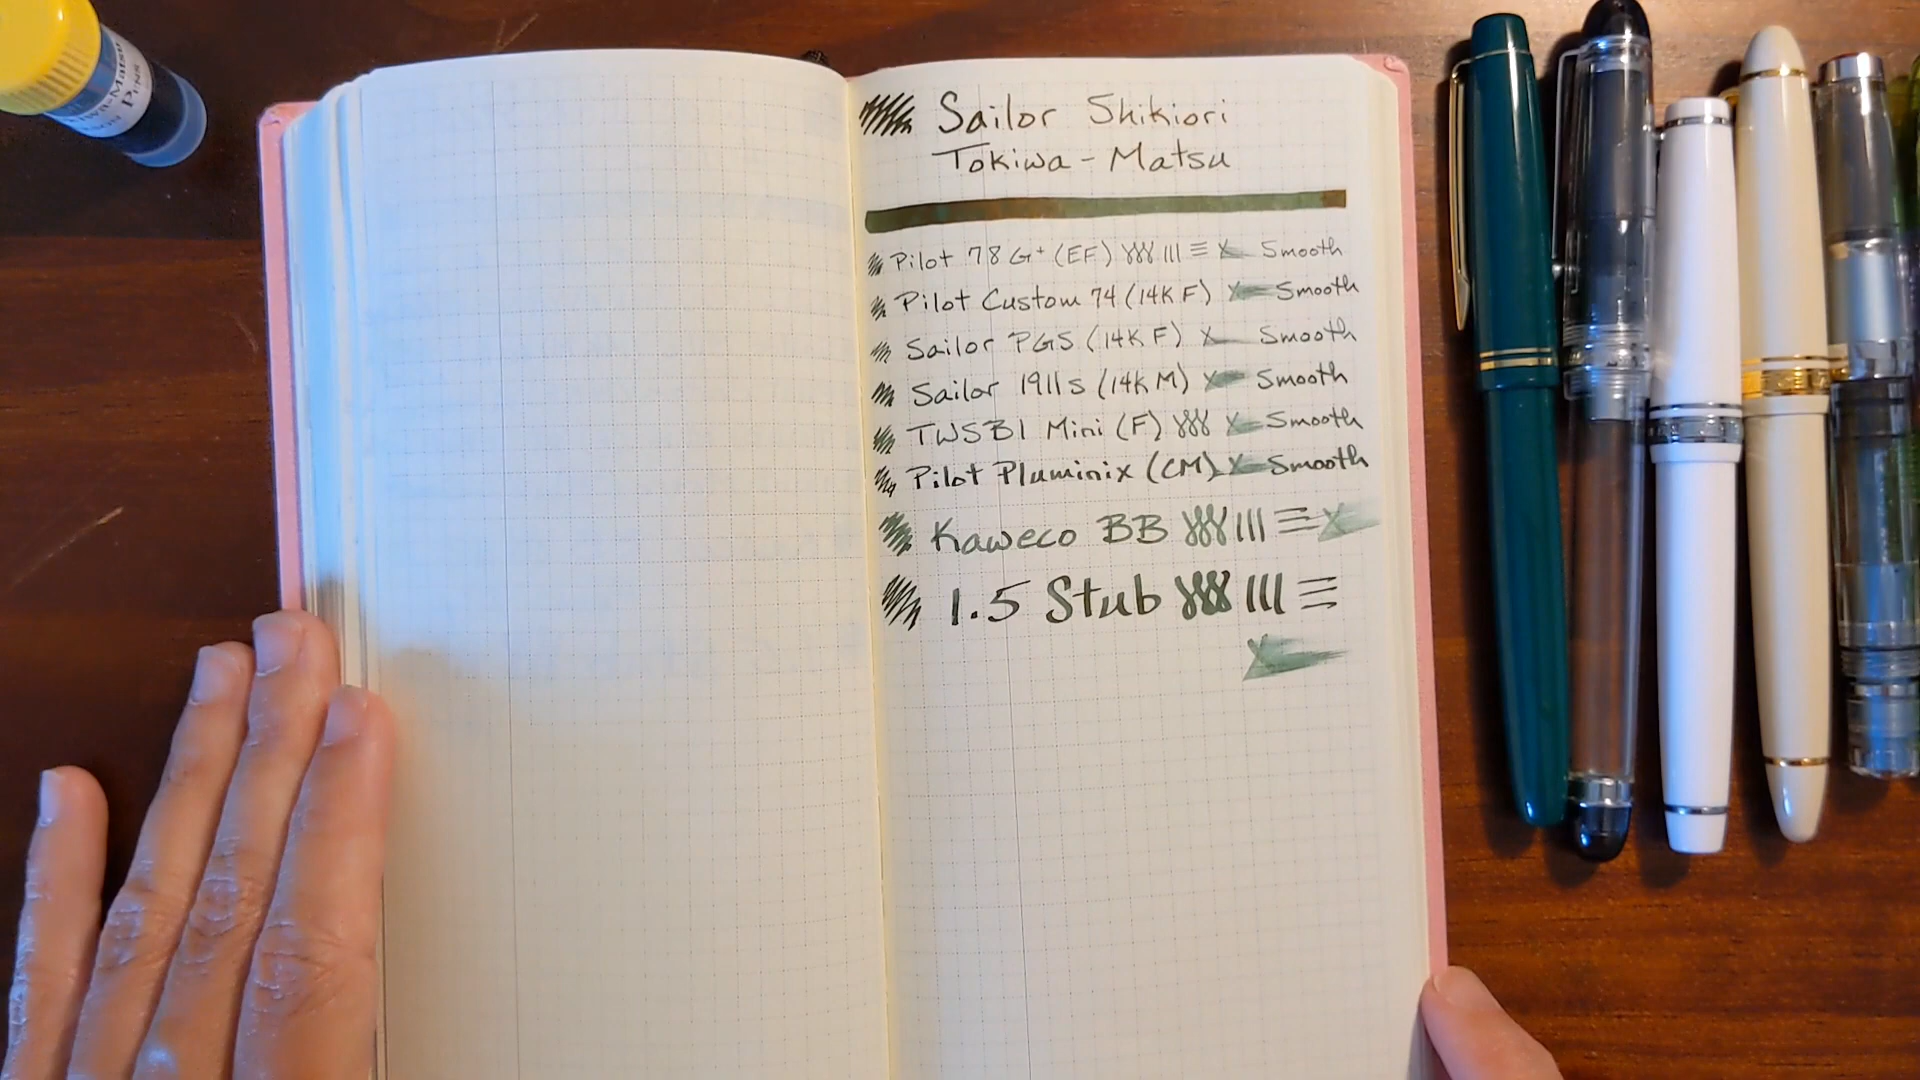 Sailor Shikiori
Tokiwa-Matsu
Pilot 78G+ (EF) Smooth
Pilot Custom 74 (14K F) Smooth
Sailor PGS (14K F) Smooth
Sailor 1911s (14K M) Smooth
TWSBI Mini (F) Smooth
Pilot Pluminix (CM) Smooth
Kaweco BB
1.5 Stub